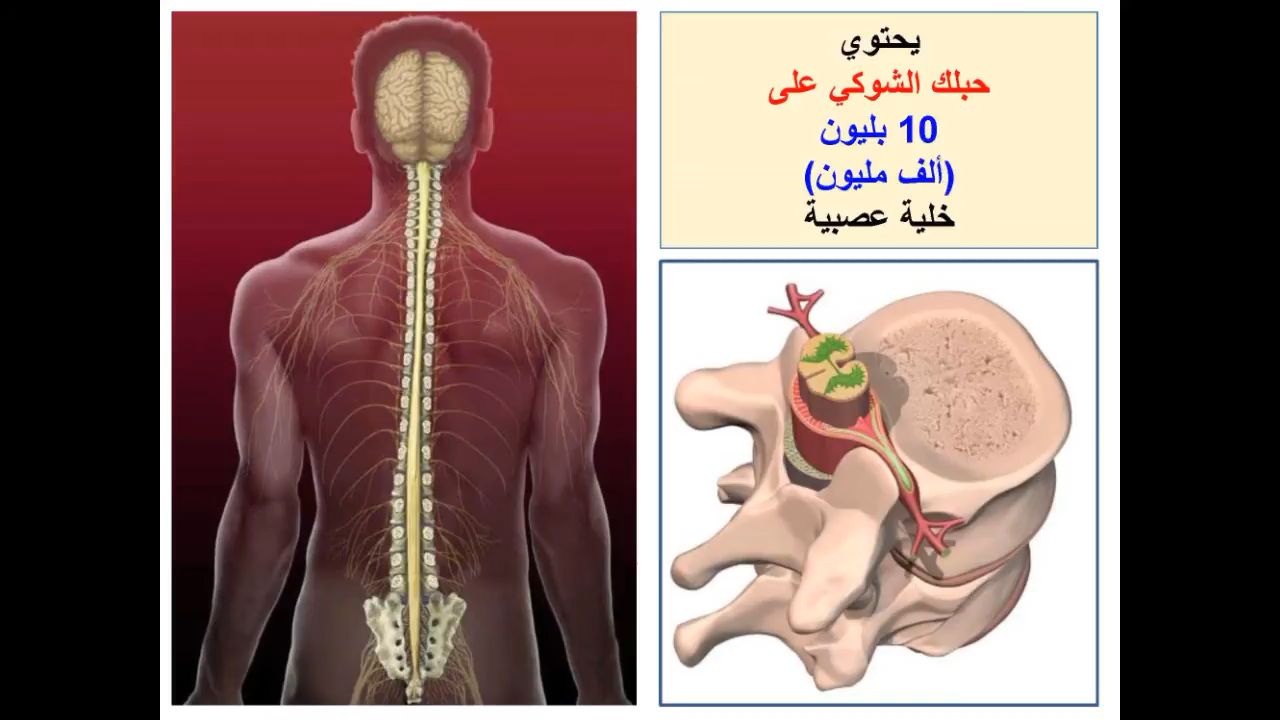 يحتوي
حبلك الشوكي على
10 بليون
(ألف مليون)
خلية عصبية